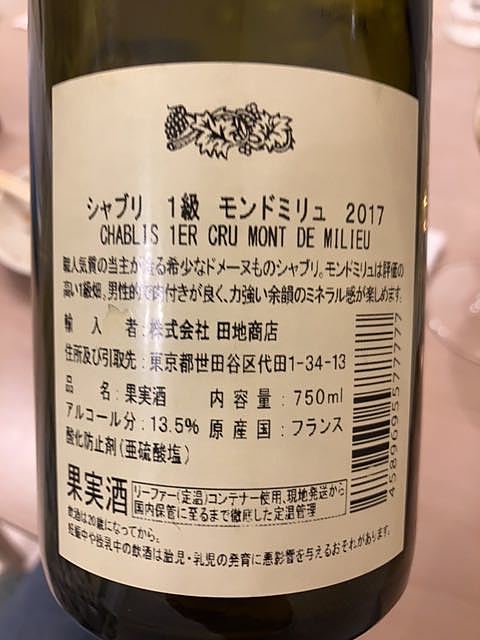 シャブリ 1級 モンドミリュ 2017
CHABLIS 1ER CRU MONT DE MILIEU
職人気質の当主が造る希少なドメーヌものシャブリ。モンドミリュは評価の
高い1級畑。男性的で肉付きが良く、力強い余韻のミネラル感が楽しめます。
輸入者:株式会社 田地商店
住所及び引取先:東京都世田谷区代田1-34-13
品名:果実酒 内容量:750ml
アルコール分:13.5% 原産国:フランス
酸化防止剤(亜硫酸塩)
果実酒
リーファー(定温)コンテナー使用、現地発送から
国内保管に至るまで徹底した定温管理
飲酒は20歳になってから。
妊娠中や授乳中の飲酒は胎児・乳児の発育に悪影響を与えるおそれがあります。
4589695577777